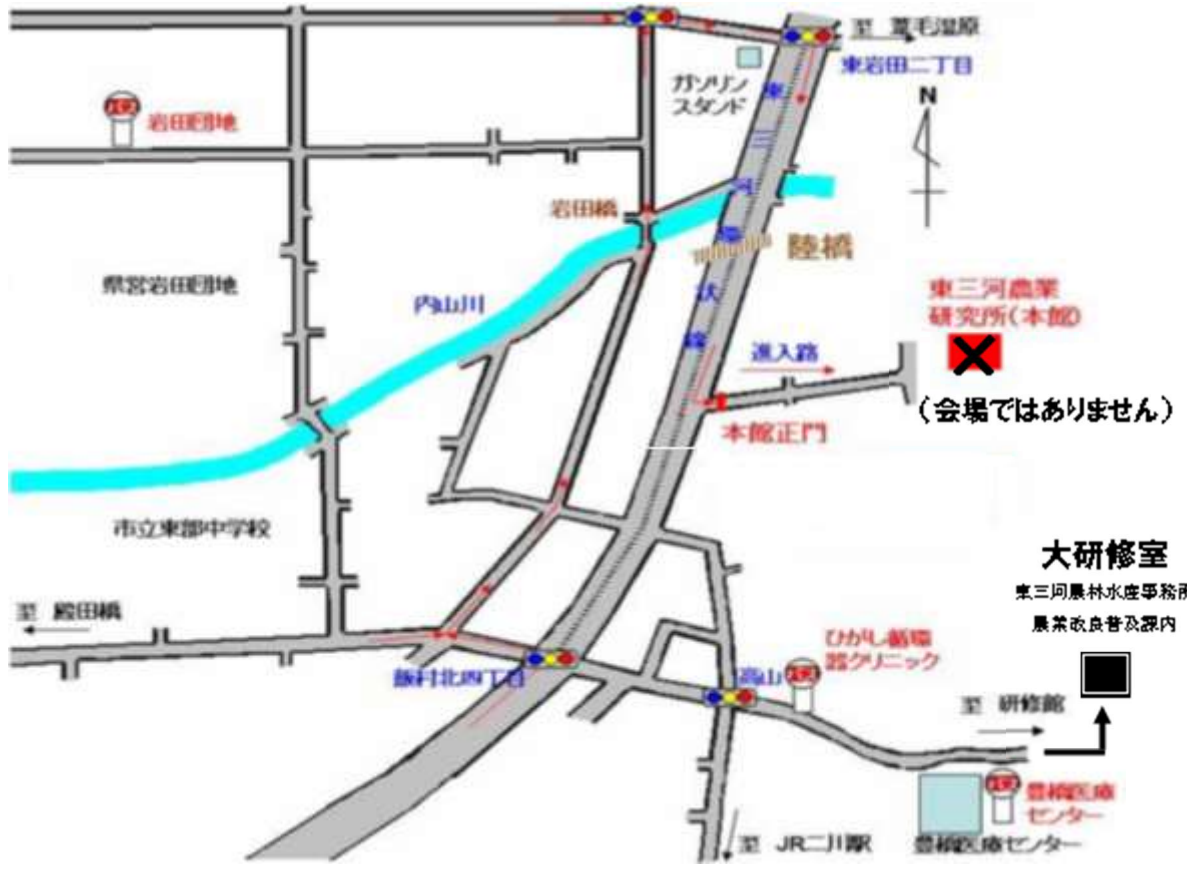 至 葦毛湿原
東岩田二丁目
ガソリン
スタンド
N
岩田団地
東三河環状線
岩田橋
陸橋
県営岩田団地
内山川
東三河農業
研究所(本館)
進入路
(会場ではありません)
本館正門
市立東部中学校
大研修室
東三河農林水産事務所
農業改良普及課内
至 殿田橋
ひがし循環
器クリニック
飯村北四丁目
高山
至 研修館
豊橋医療
センター
至 JR二川駅
豊橋医療センター